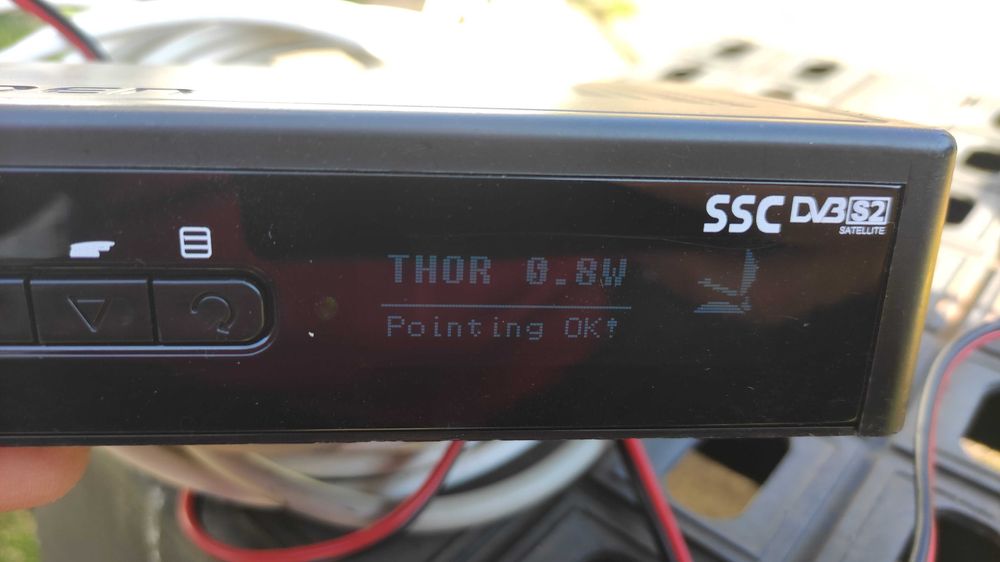 SSC DVB S2
SATELLITE
THOR 0.8W
Pointing OK!